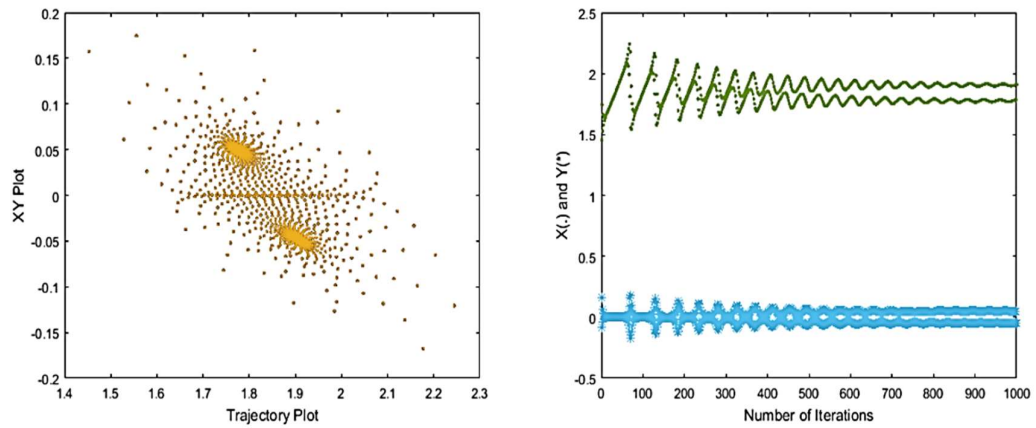 0.2
0.15
0.1
0.05
0
-0.05
-0.1
-0.15
-0.2
XY Plot
1.4 1.5 1.6 1.7 1.8 1.9 2 2.1 2.2 2.3
Trajectory Plot
2.5
2
1.5
1
0.5
0
-0.5
X(.) and Y(*)
0 100 200 300 400 500 600 700 800 900 1000
Number of Iterations